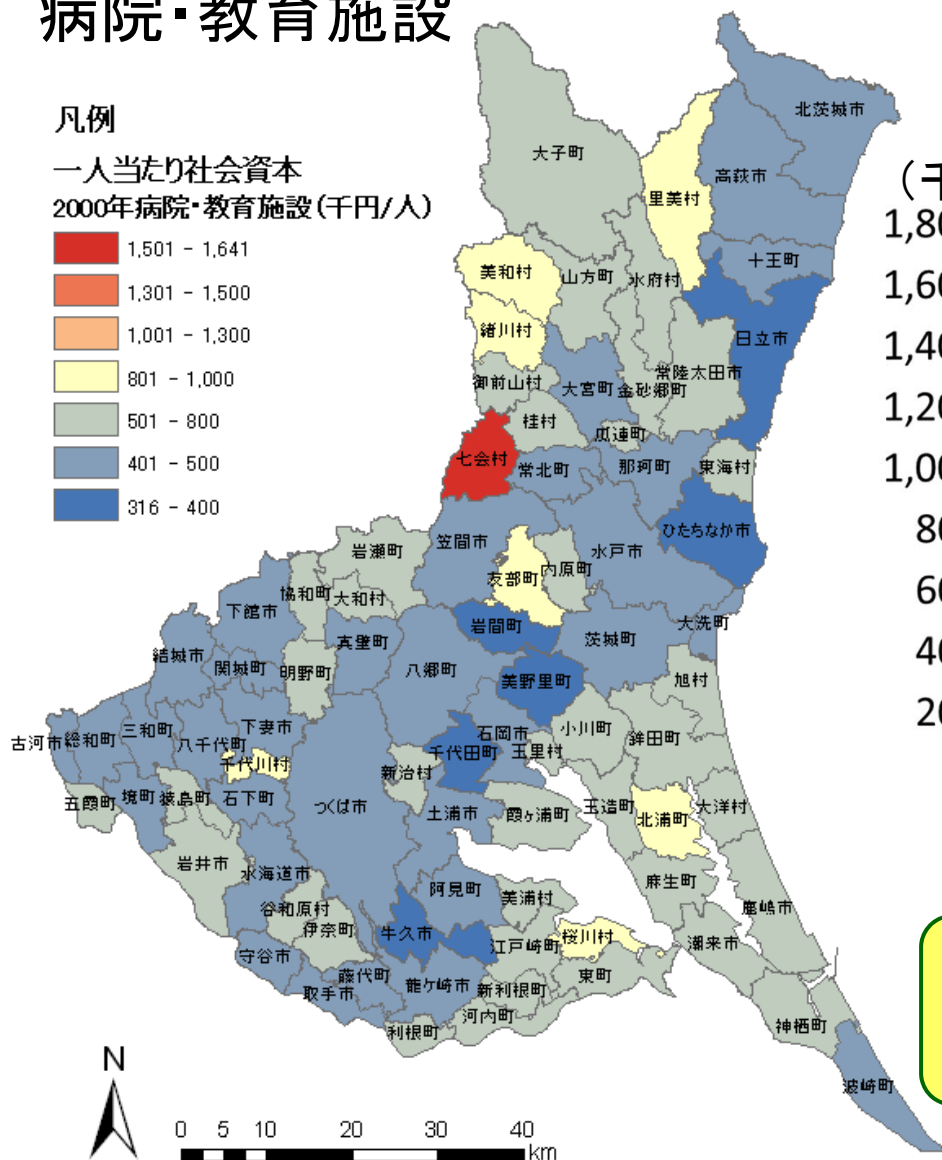 病院・教育施設
凡例
一人当たり社会資本
2000年病院・教育施設(千円/人)
1,501 - 1,641
1,301 - 1,500
1,001 - 1,300
801 - 1,000
501 - 800
401 - 500
316 - 400
北茨城市
大子町
高萩市
里美村
十王町
美和村
山方町
水府村
緒川村
日立市
御前山村
大宮町
金砂郷町
常陸太田市
桂村
瓜連町
七会村
常北町
那珂町
東海村
ひたちなか市
笠間市
岩瀬町
水戸市
友部町
内原町
協和町
大和村
下館市
岩間町
大洗町
真壁町
茨城町
結城市
関城町
明野町
八郷町
美野里町
旭村
古河市
総和町
三和町
八千代町
下妻市
石岡市
小川町
鉾田町
千代川村
千代田町
玉里村
新治村
五霞町
境町
猿島町
石下町
つくば市
土浦市
霞ヶ浦町
玉造町
北浦町
大洋村
岩井市
水海道市
阿見町
美浦村
麻生町
谷和原村
鹿嶋市
伊奈町
牛久市
江戸崎町
桜川村
潮来市
守谷市
藤代町
取手市
龍ケ崎市
新利根町
東町
利根町
河内町
神栖町
波崎町
(千
1,80
1,60
1,40
1,20
1,00
80
60
40
20
N
0 5 10 20 30 40
km